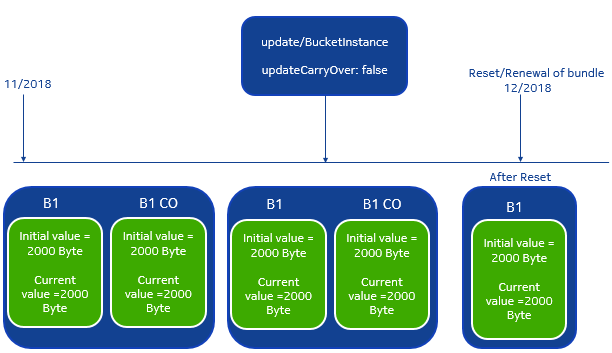 update/BucketInstance
updateCarryOver: false
11/2018
Reset/Renewal of bundle
12/2018
After Reset
B1
B1 CO
Initial value =
2000 Byte
Current
value =2000
Byte
Initial value =
2000 Byte
Current
value =2000
Byte
B1
B1 CO
Initial value =
2000 Byte
Current
value =2000
Byte
Initial value =
2000 Byte
Current
value =2000
Byte
B1
Initial value =
2000 Byte
Current
value =2000
Byte